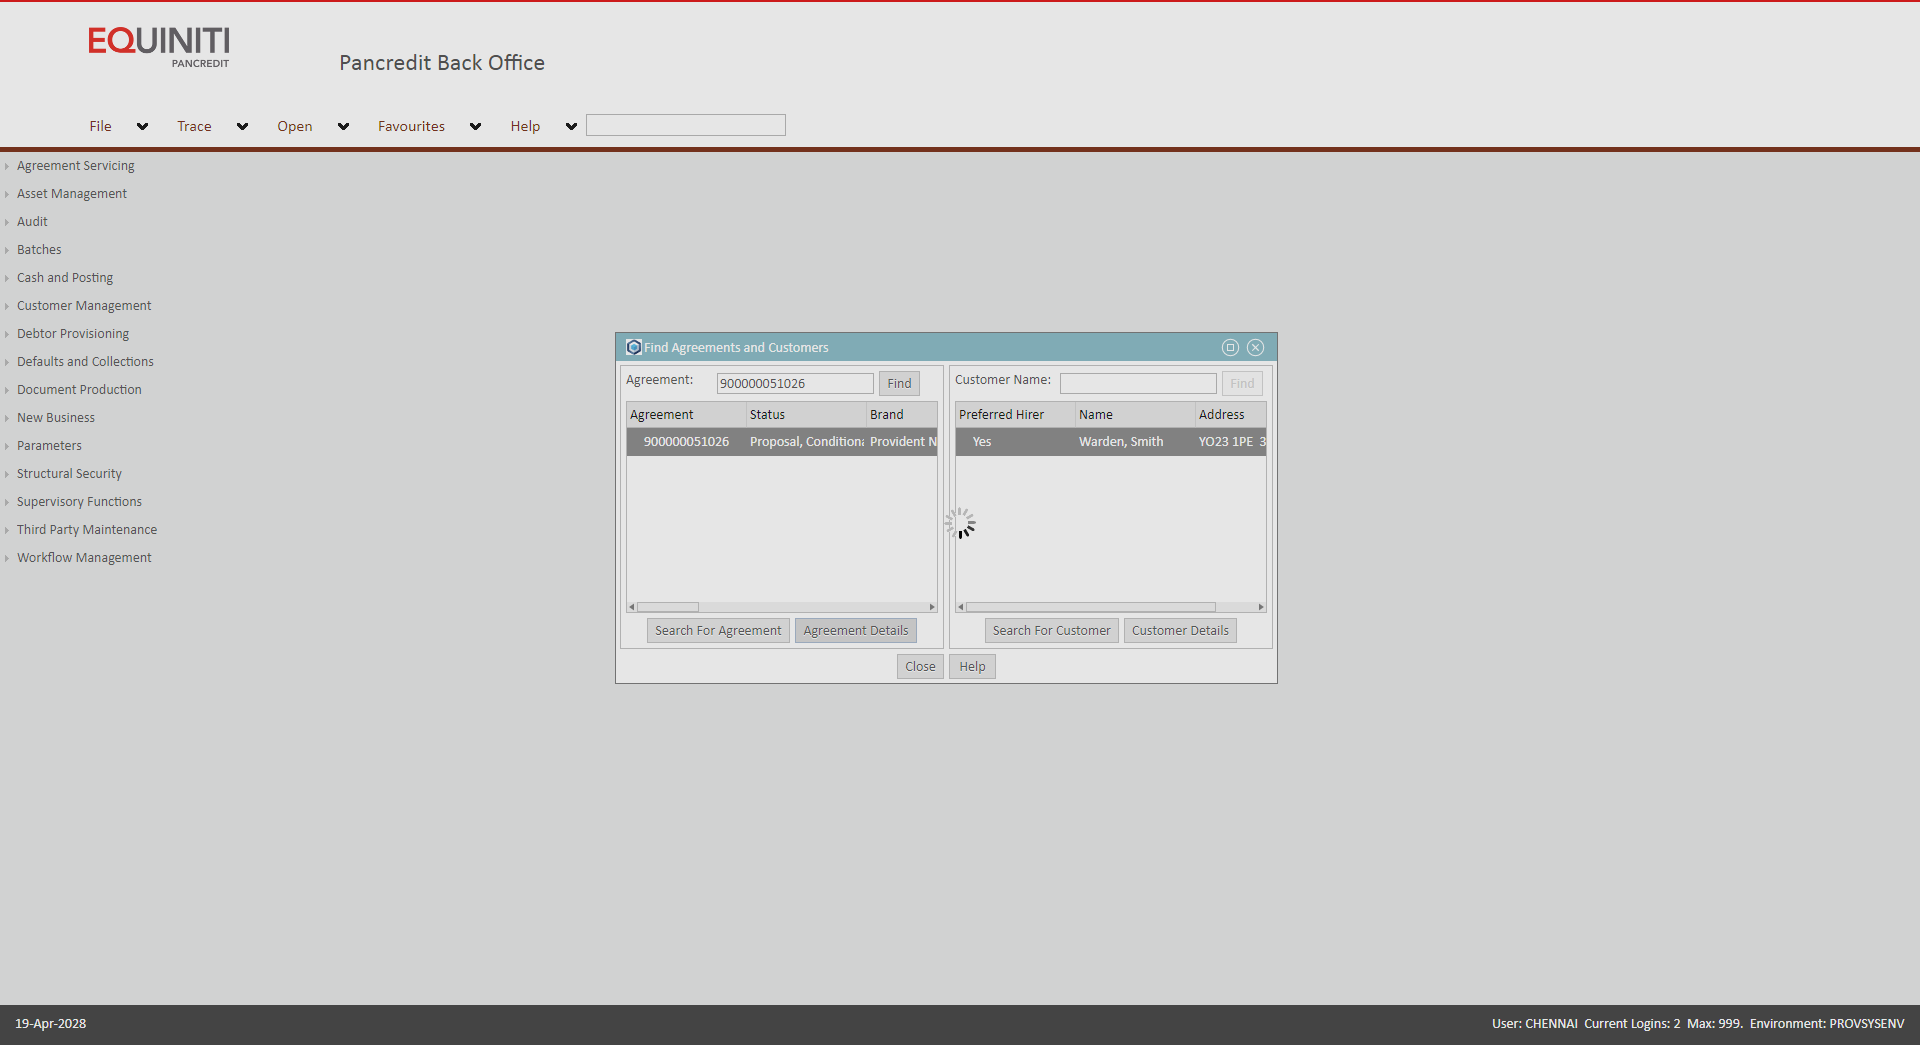 EQUINITI
PANCREDIT
Pancredit Back Office
File Trace Open Favourites Help
Agreement Servicing
Asset Management
Audit
Batches
Cash and Posting
Customer Management
Debtor Provisioning
Defaults and Collections
Document Production
New Business
Parameters
Structural Security
Supervisory Functions
Third Party Maintenance
Workflow Management
Find Agreements and Customers
Agreement: 900000051026 Find
Agreement Status Brand
900000051026 Proposal, Conditiona Provident N
Search For Agreement Agreement Details
Customer Name: Find
Preferred Hirer Name Address
Yes Warden, Smith YO23 1PE 3
Search For Customer Customer Details
Close Help
19-Apr-2028
User: CHENNAI Current Logins: 2 Max: 999. Environment: PROVSYSENV